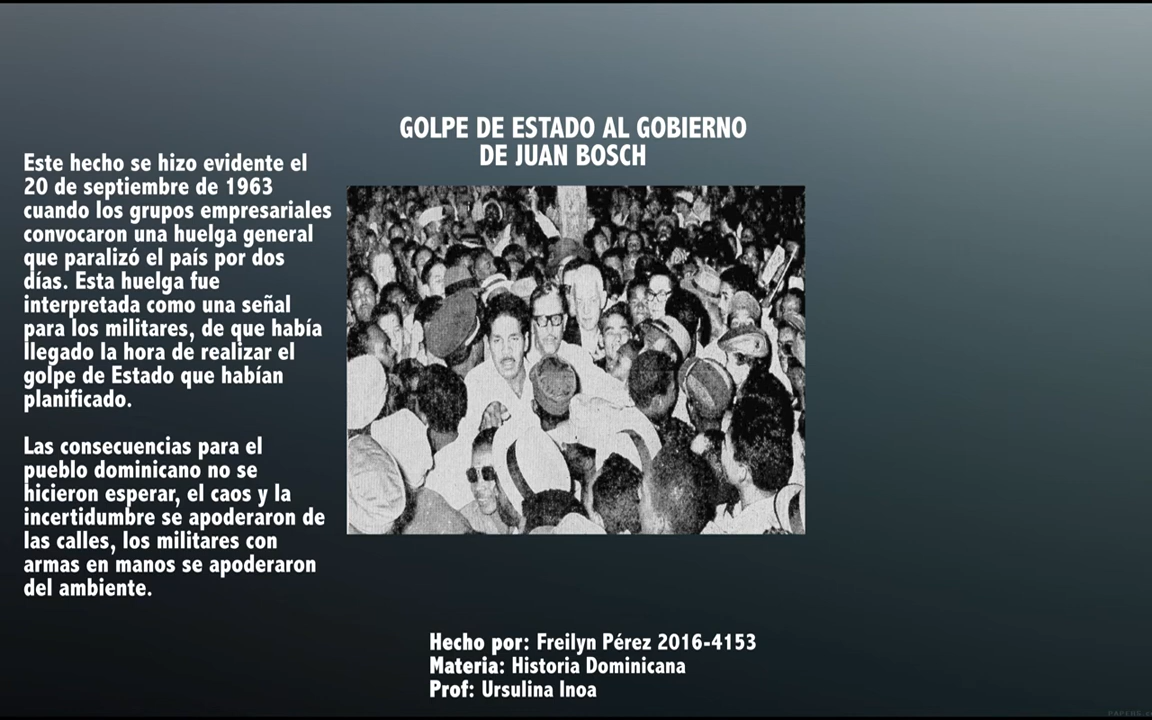 GOLPE DE ESTADO AL GOBIERNO
DE JUAN BOSCH
Este hecho se hizo evidente el
20 de septiembre de 1963
cuando los grupos empresariales
convocaron una huelga general
que paralizó el país por dos
días. Esta huelga fue
interpretada como una señal
para los militares, de que había
llegado la hora de realizar el
golpe de Estado que habían
planificado.
Las consecuencias para el
pueblo dominicano no se
hicieron esperar, el caos y la
incertidumbre se apoderaron de
las calles, los militares con
armas en manos se apoderaron
del ambiente.
Hecho por: Freilyn Pérez 2016-4153
Materia: Historia Dominicana
Prof: Ursulina Inoa